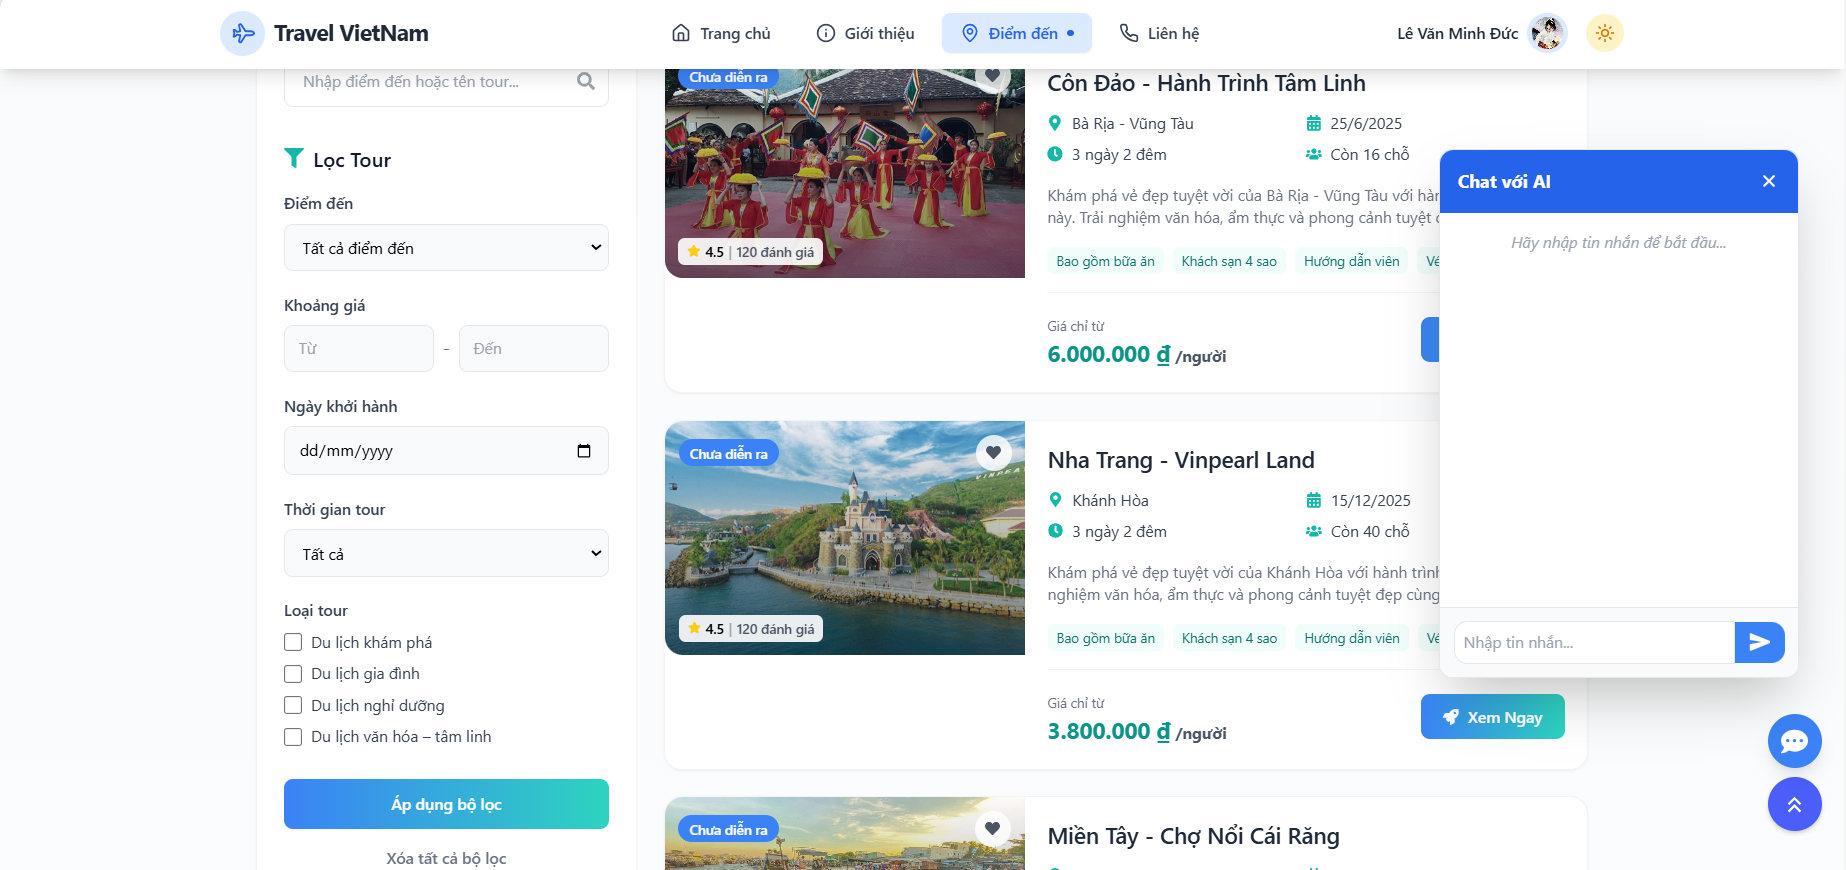 Travel VietNam
Trang chủ
Giới thiệu
Điểm đến
Liên hệ
Lê Văn Minh Đức
Nhập điểm đến hoặc tên tour...
Lọc Tour
Điểm đến
Tất cả điểm đến
Khoảng giá
Từ - Đến
Ngày khởi hành
dd/mm/yyyy
Thời gian tour
Tất cả
Loại tour
Du lịch khám phá
Du lịch gia đình
Du lịch nghỉ dưỡng
Du lịch văn hóa – tâm linh
Áp dụng bộ lọc
Xóa tất cả bộ lọc
Chưa diễn ra
4.5 | 120 đánh giá
Côn Đảo - Hành Trình Tâm Linh
Bà Rịa - Vũng Tàu
25/6/2025
3 ngày 2 đêm
Còn 16 chỗ
Khám phá vẻ đẹp tuyệt vời của Bà Rịa - Vũng Tàu với
này. Trải nghiệm văn hóa, ẩm thực và phong cảnh tuyệt
Bao gồm bữa ăn
Khách sạn 4 sao
Hướng dẫn viên
Giá chỉ từ
6.000.000 ₫ /người
Chưa diễn ra
4.5 | 120 đánh giá
Nha Trang - Vinpearl Land
Khánh Hòa
15/12/2025
3 ngày 2 đêm
Còn 40 chỗ
Khám phá vẻ đẹp tuyệt vời của Khánh Hòa với hành trình
nghiệm văn hóa, ẩm thực và phong cảnh tuyệt đẹp cùng
Bao gồm bữa ăn
Khách sạn 4 sao
Hướng dẫn viên
Giá chỉ từ
3.800.000 ₫ /người
Xem Ngay
Chưa diễn ra
Miền Tây - Chợ Nổi Cái Răng
Chat với AI
Hãy nhập tin nhắn để bắt đầu...
Nhập tin nhắn...